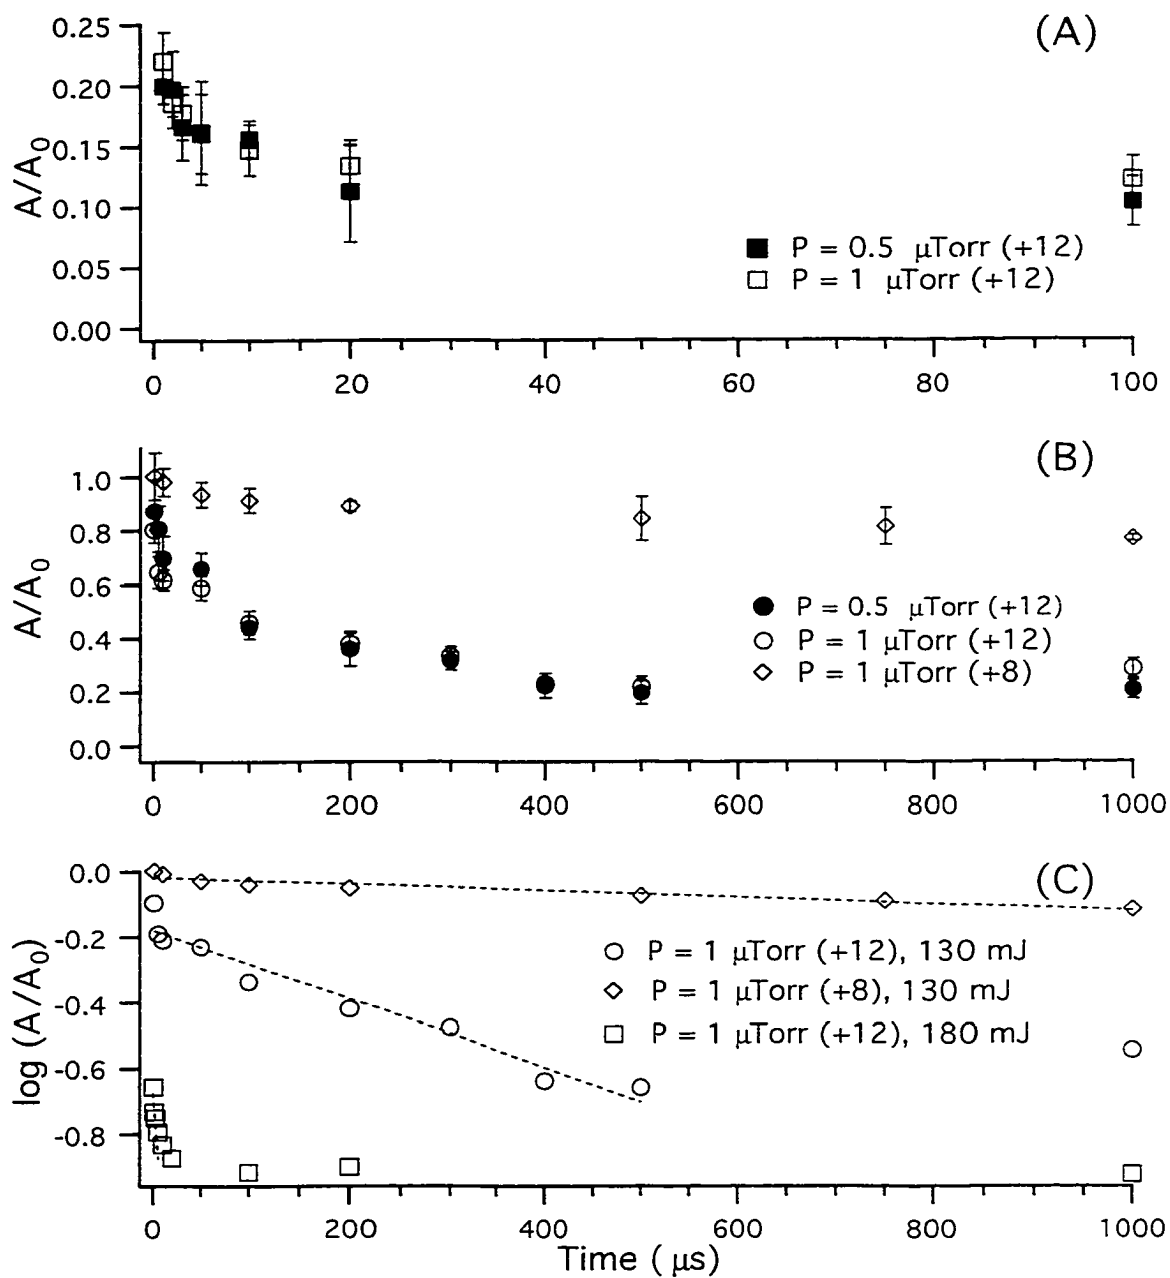 (A)
0.25
0.20
0.15
0.10
0.05
0.00
A/A0
P = 0.5 μTorr (+12)
P = 1 μTorr (+12)
0 20 40 60 80 100
(B)
1.0
0.8
0.6
0.4
0.2
0.0
A/A0
P = 0.5 μTorr (+12)
P = 1 μTorr (+12)
P = 1 μTorr (+8)
0 200 400 600 800 1000
(C)
0.0
-0.2
-0.4
-0.6
-0.8
log (A/A0)
P = 1 μTorr (+12), 130 mJ
P = 1 μTorr (+8), 130 mJ
P = 1 μTorr (+12), 180 mJ
0 200 400 600 800 1000
Time ( μs)